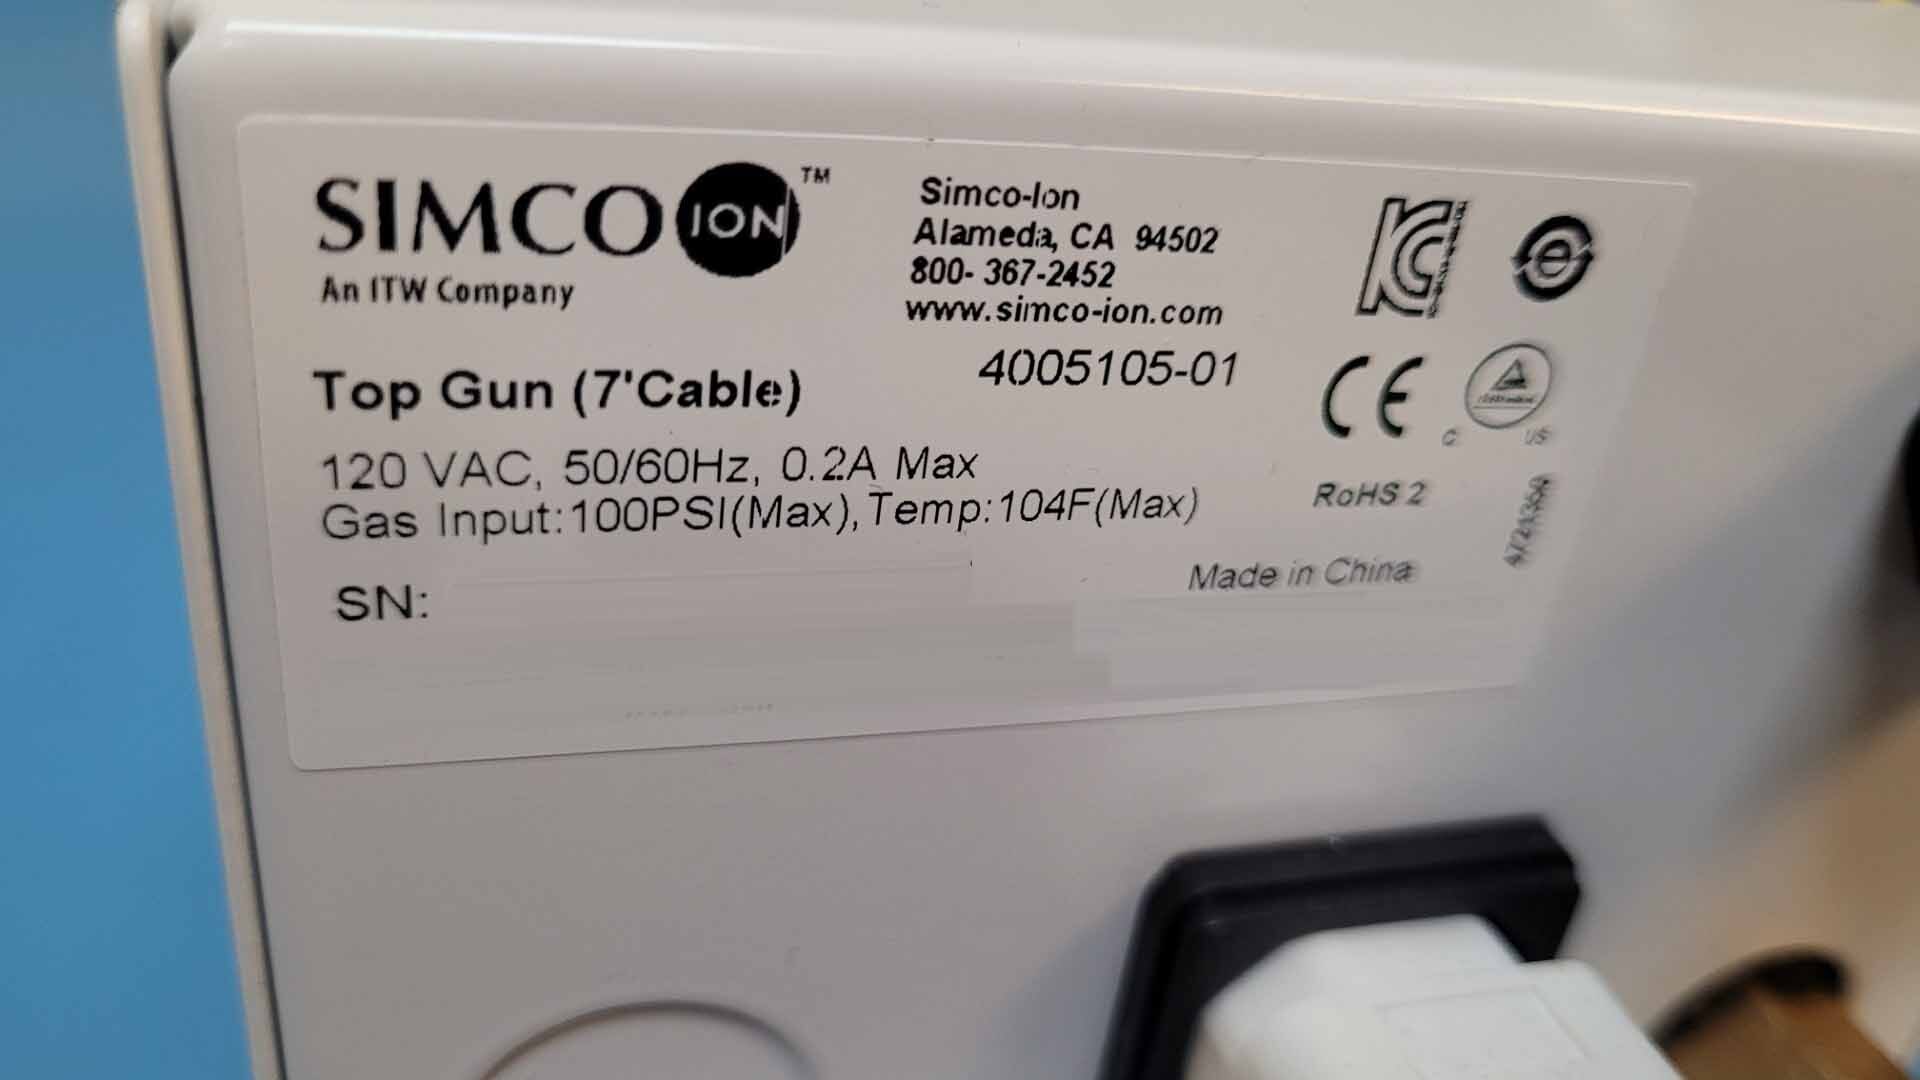 SIMCO ION™
An ITW Company
Simco-Ion
Alameda, CA 94502
800- 367-2452
www.simco-ion.com
4005105-01
Top Gun (7'Cable)
120 VAC, 50/60Hz, 0.2A Max
Gas Input:100PSI(Max),Temp:104F(Max)
SN:
CE
C US
RoHS 2
Made in China